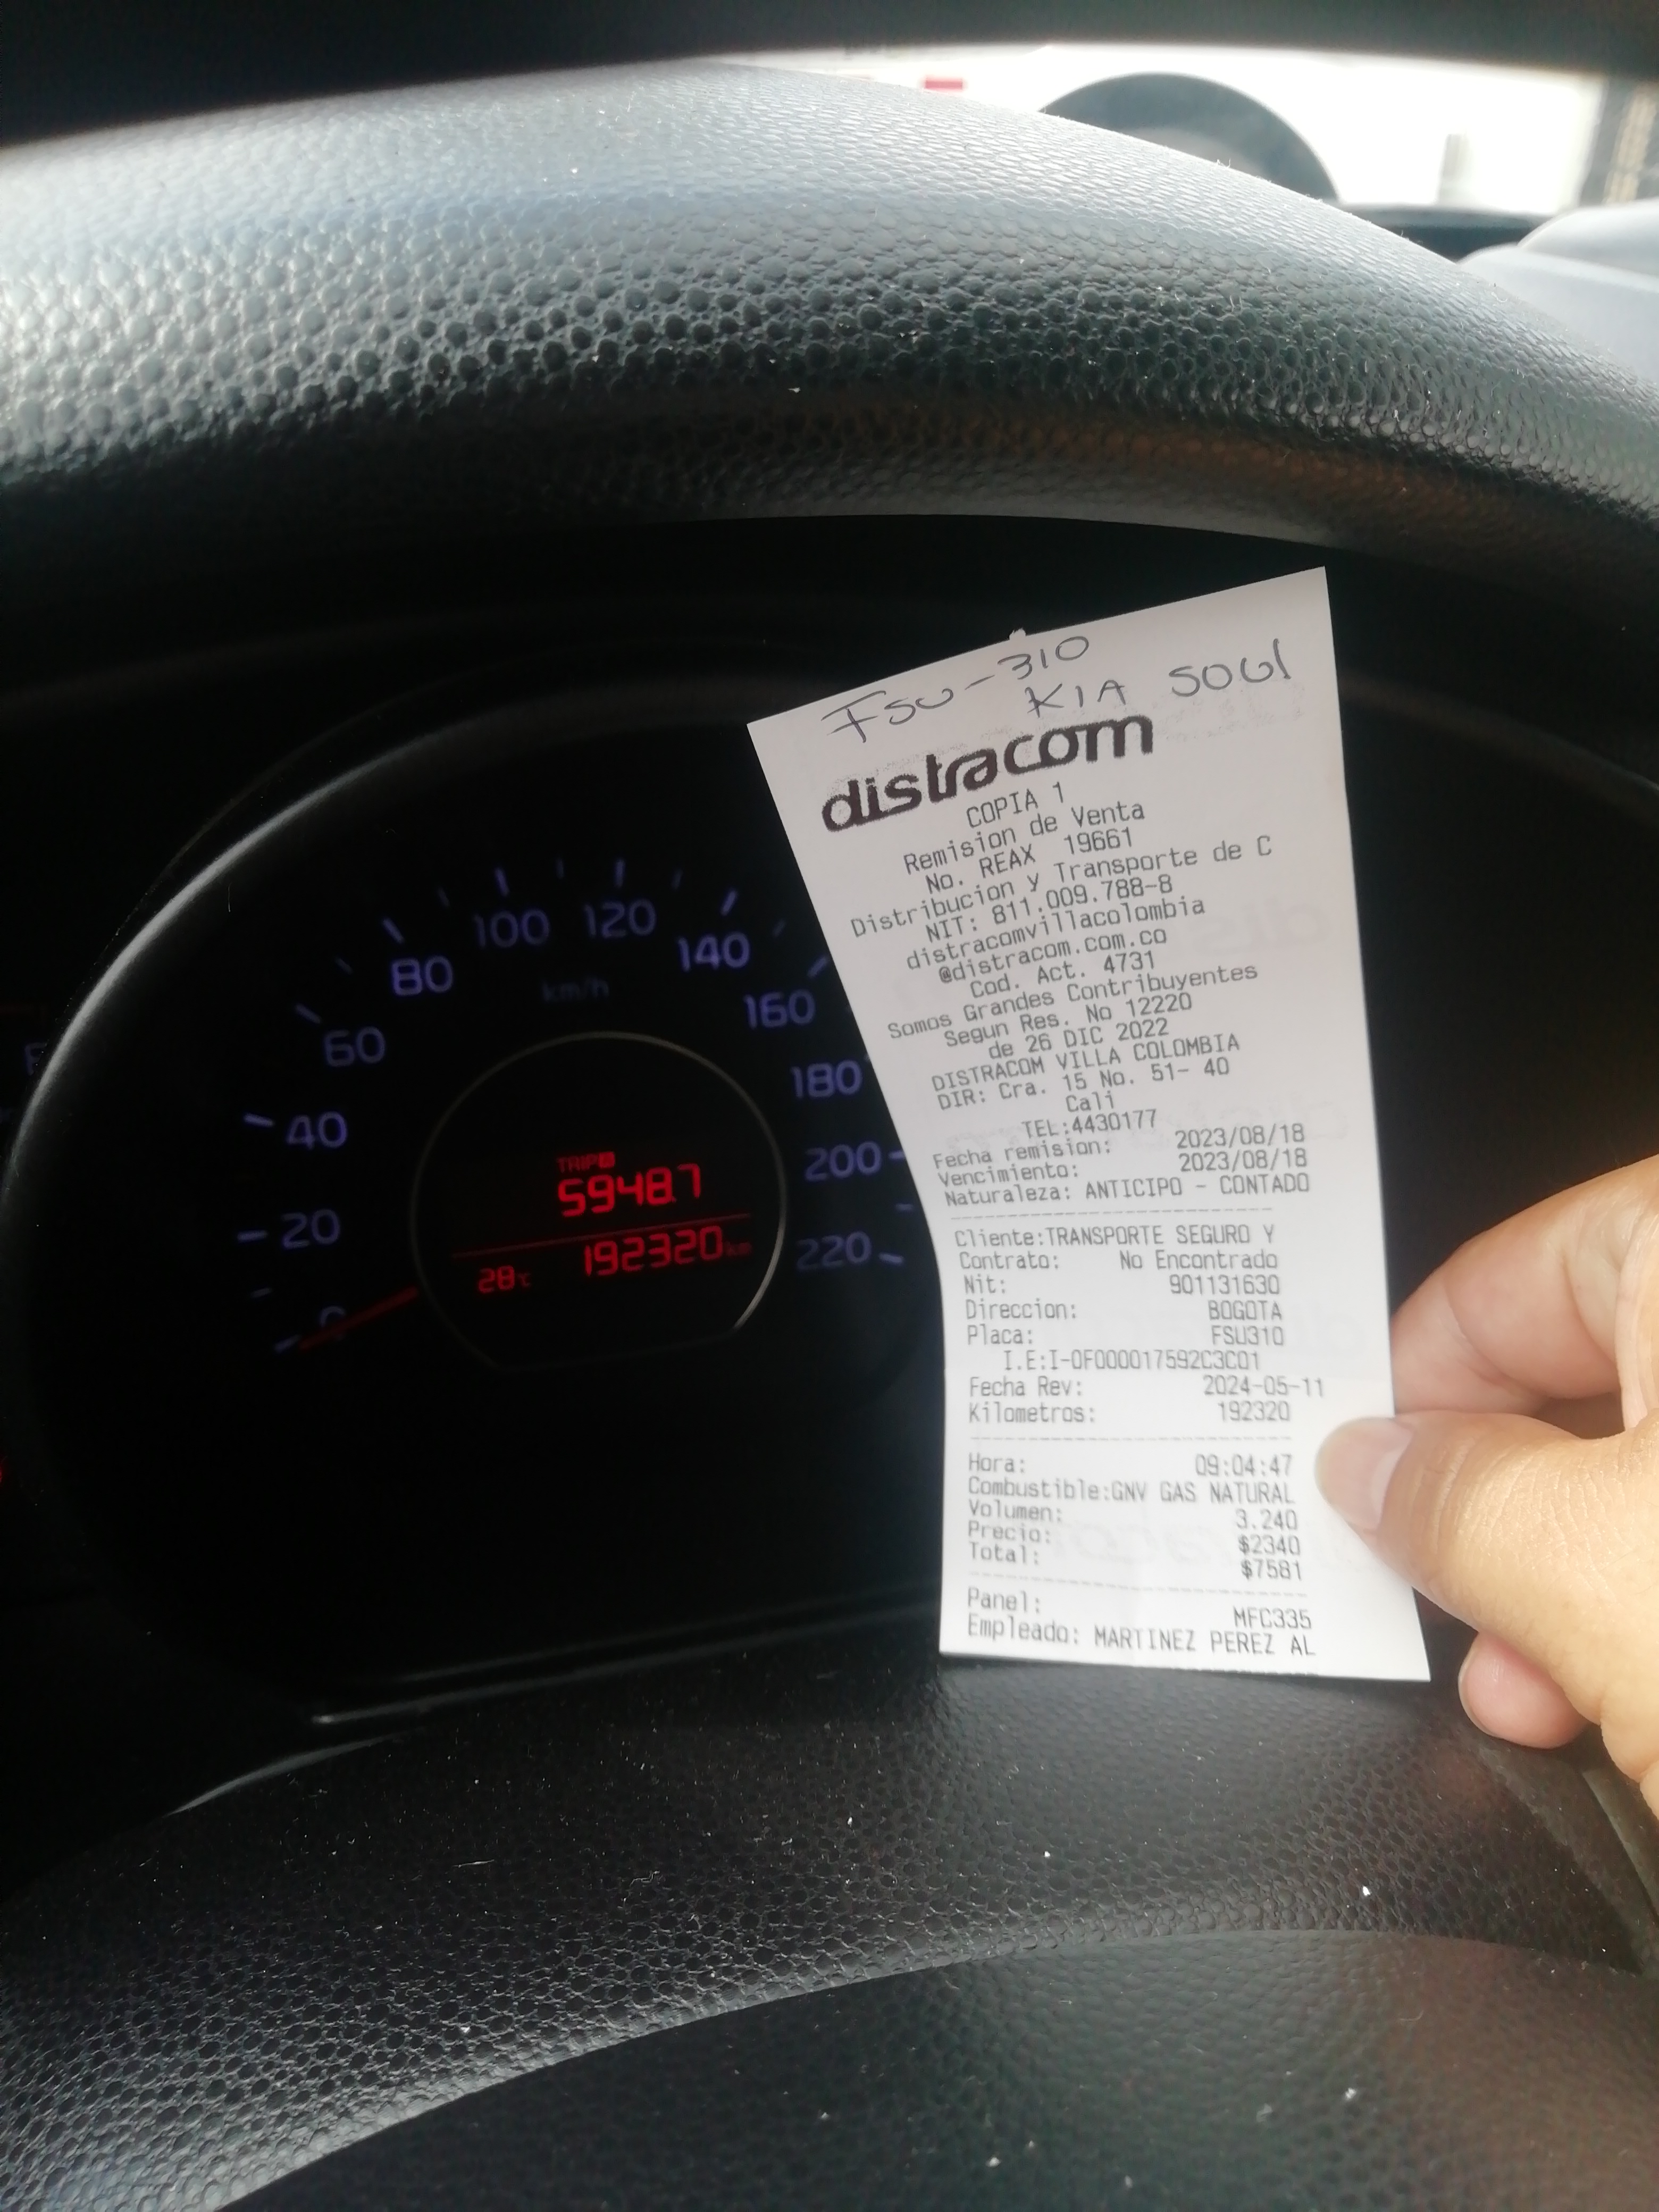 FSU-310
KIA SOUl
distracom
COPIA 1
Remision de Venta
No. REAX 19661
Distribucion y Transporte de C
NIT: 811.009.788-8
distracomvillacolombia
@distracom.com.co
Cod. Act. 4731
Somos Grandes Contribuyentes
Segun Res. No 12220
de 26 DIC 2022
DISTRACOM VILLA COLOMBIA
DIR: Cra. 15 No. 51- 40
Cali
TEL:4430177
Fecha remision: 2023/08/18
Vencimiento: 2023/08/18
Naturaleza: ANTICIPO - CONTADO
Cliente:TRANSPORTE SEGURO Y
Contrato: No Encontrado
Nit: 901131630
Direccion: BOGOTA
Placa: FSU310
I.E:I-0F000017592C3C01
Fecha Rev: 2024-05-11
Kilometros: 192320
Hora: 09:04:47
Combustible:GNV GAS NATURAL
Volumen: 3.240
Precio: $2340
Total: $7581
Panel: MFC335
Empleado: MARTINEZ PEREZ AL
0
20
40
60
80
100
120
140
160
180
200
220
km/h
TRIP
5948.7
192320 km
28°C